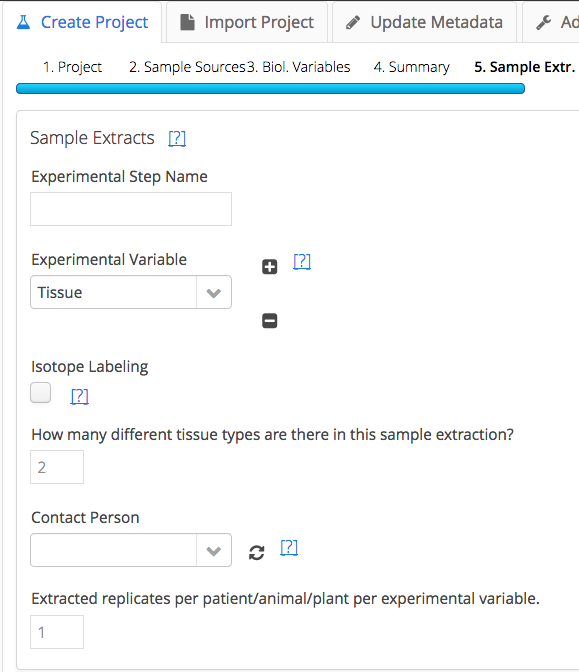 Create Project Import Project Update Metadata Ad
1. Project 2. Sample Sources 3. Biol. Variables 4. Summary 5. Sample Extr.
Sample Extracts [?]
Experimental Step Name
Experimental Variable [?]
Tissue
Isotope Labeling
[?]
How many different tissue types are there in this sample extraction?
2
Contact Person
[?]
Extracted replicates per patient/animal/plant per experimental variable.
1